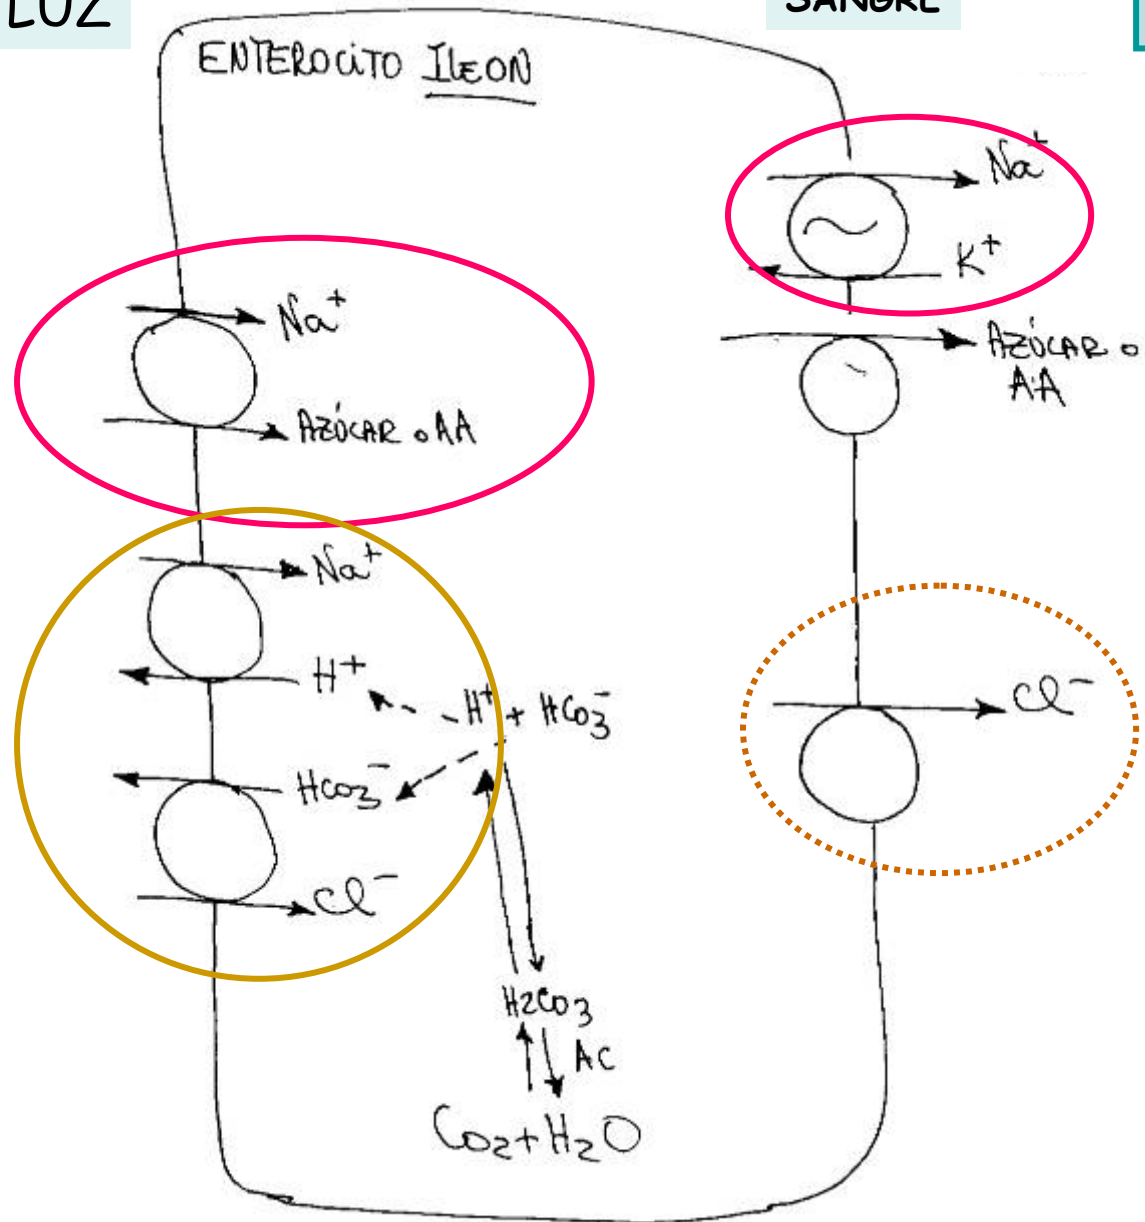 LUZ
SANGRE
ENTEROCITO ILEON
Na+
K+
Na+
AZÚCAR o
AA
AZÚCAR o AA
Na+
H+
H+ + HCO3-
Cl-
HCO3-
Cl-
H2CO3
AC
CO2+H2O